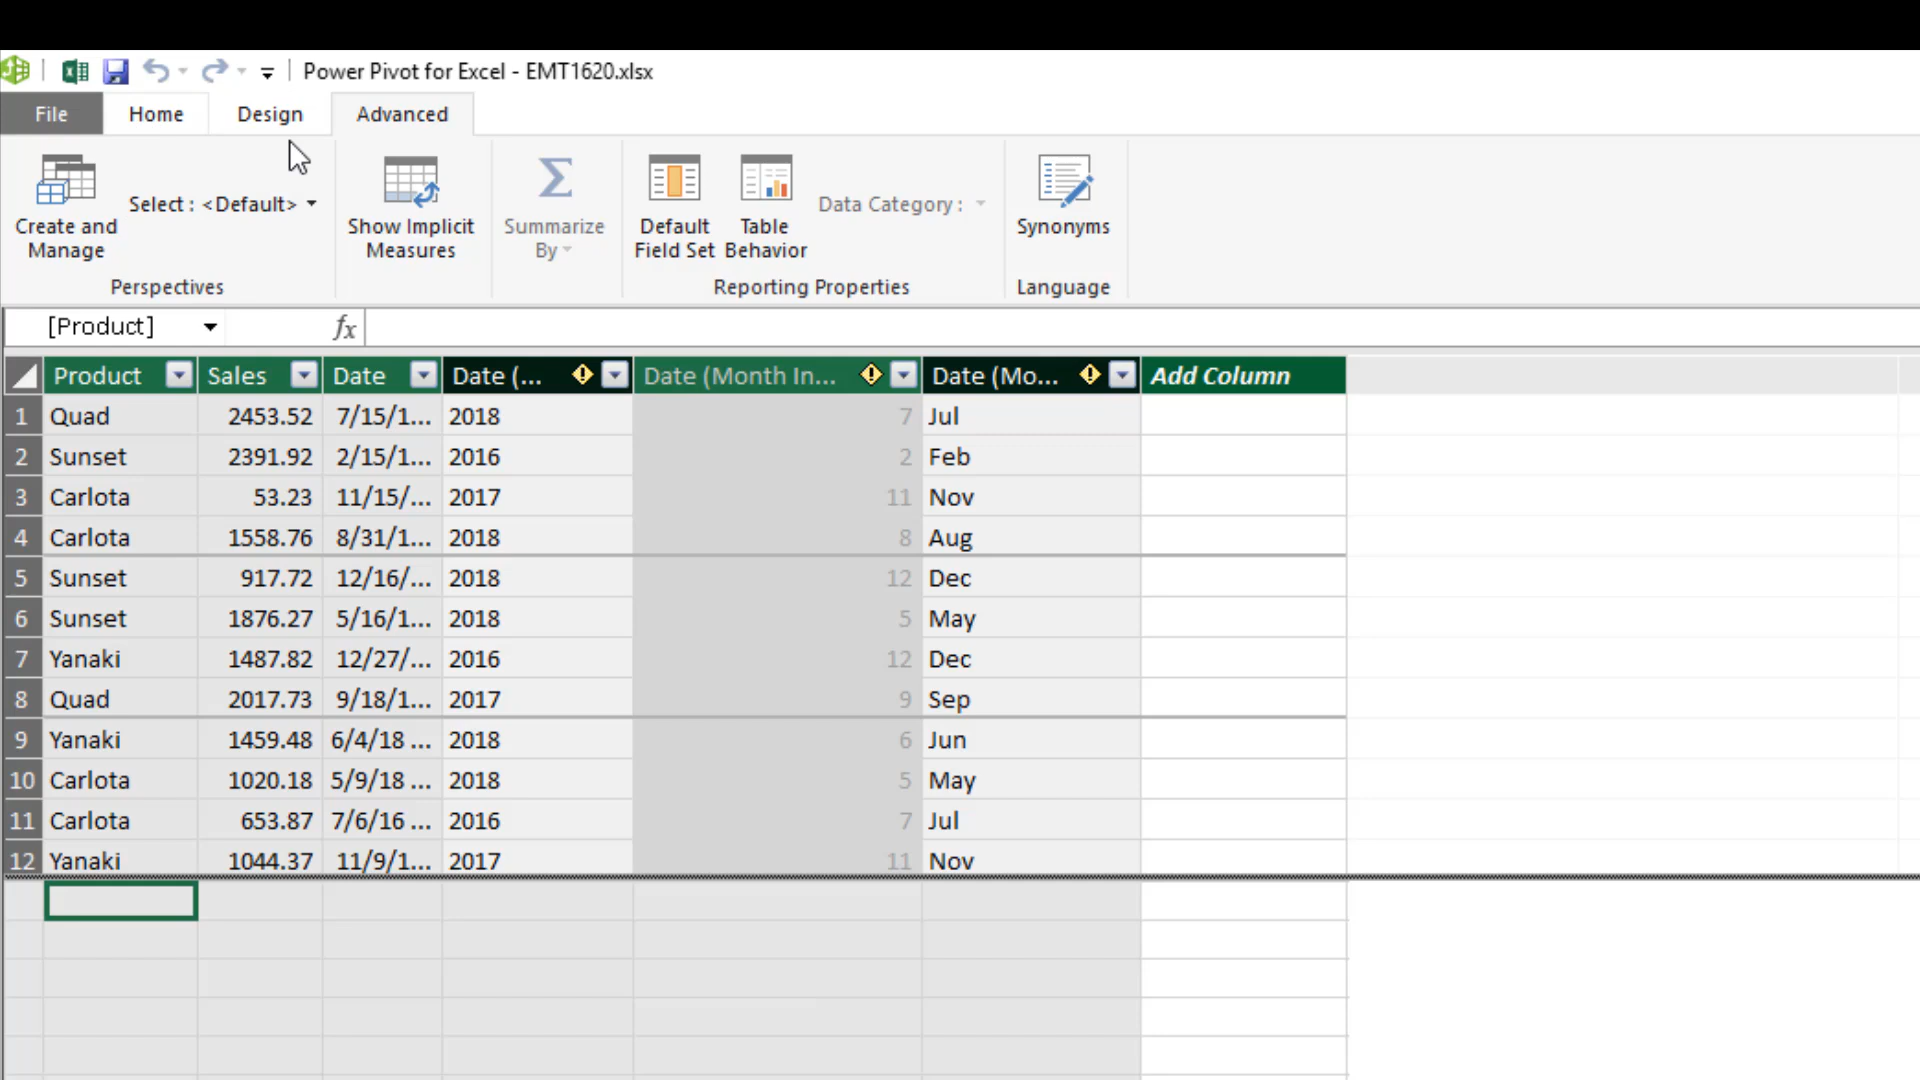 Power Pivot for Excel - EMT1620.xlsx
File Home Design Advanced
Create and Manage
Select : <Default>
Perspectives
Show Implicit Measures
Summarize By
Default Field Set
Table Behavior
Data Category :
Reporting Properties
Synonyms
Language
[Product] fx
Product Sales Date Date (... Date (Month In... Date (Mo... Add Column
1 Quad 2453.52 7/15/1... 2018 7 Jul
2 Sunset 2391.92 2/15/1... 2016 2 Feb
3 Carlota 53.23 11/15/... 2017 11 Nov
4 Carlota 1558.76 8/31/1... 2018 8 Aug
5 Sunset 917.72 12/16/... 2018 12 Dec
6 Sunset 1876.27 5/16/1... 2018 5 May
7 Yanaki 1487.82 12/27/... 2016 12 Dec
8 Quad 2017.73 9/18/1... 2017 9 Sep
9 Yanaki 1459.48 6/4/18 ... 2018 6 Jun
10 Carlota 1020.18 5/9/18 ... 2018 5 May
11 Carlota 653.87 7/6/16 ... 2016 7 Jul
12 Yanaki 1044.37 11/9/1... 2017 11 Nov